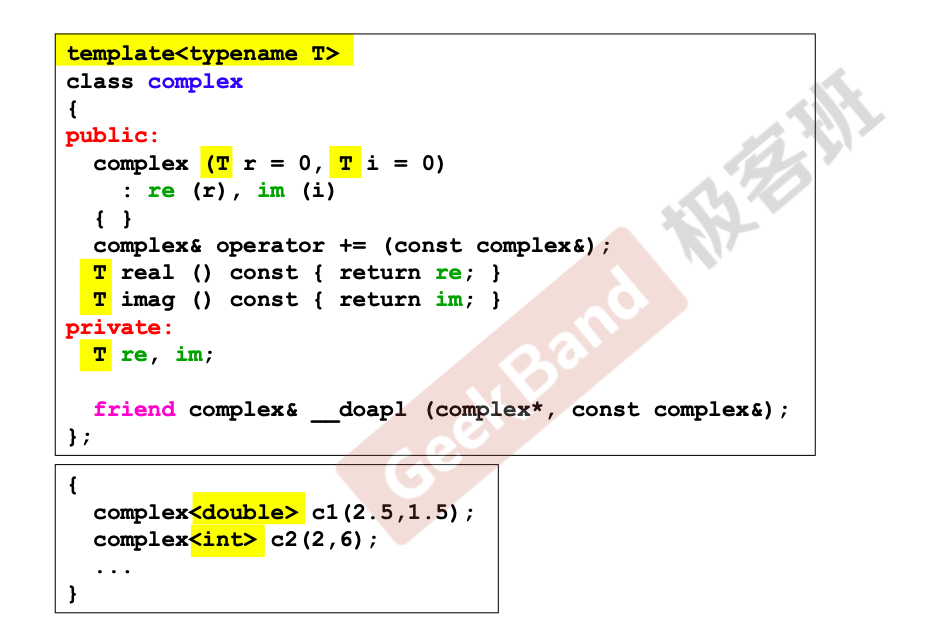 template<typename T>
class complex
{
public:
  complex (T r = 0, T i = 0)
    : re (r), im (i)
  { }
  complex& operator += (const complex&);
  T real () const { return re; }
  T imag () const { return im; }
private:
  T re, im;
  friend complex& __doapl (complex*, const complex&);
};
{
  complex<double> c1(2.5,1.5);
  complex<int> c2(2,6);
  ...
}
GeekBand 极客班